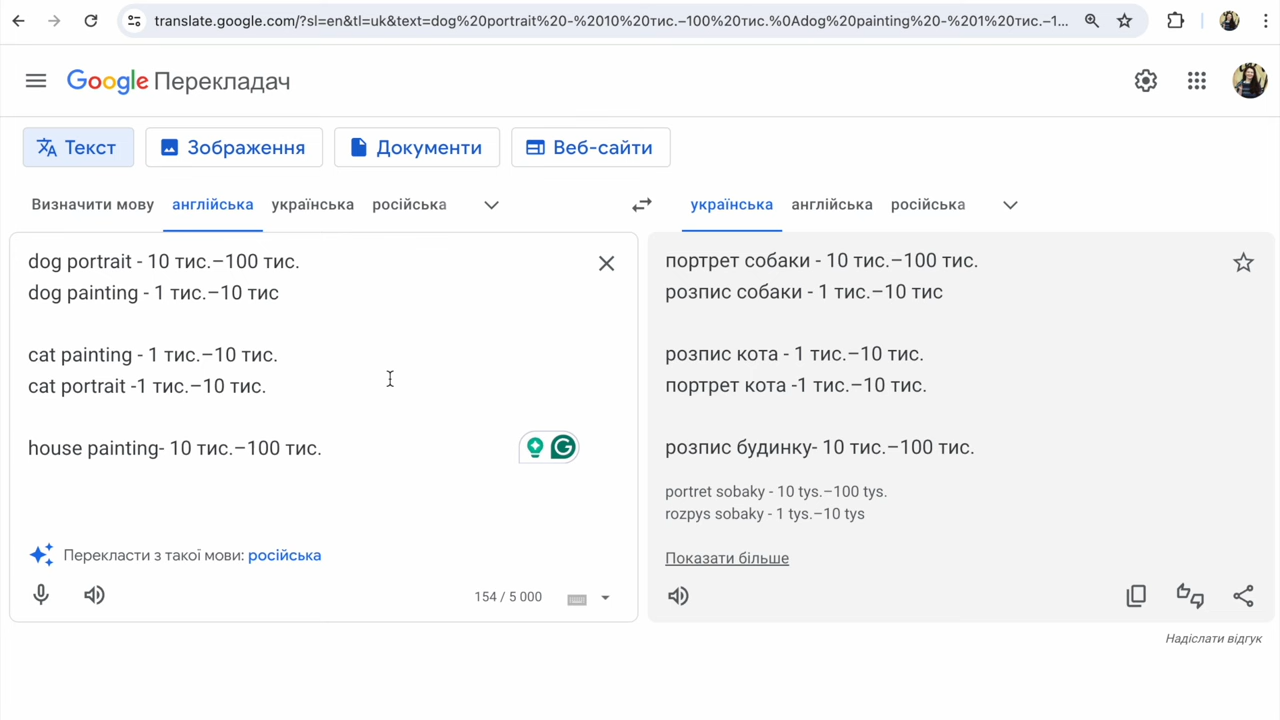 translate.google.com/?sl=en&tl=uk&text=dog%20portrait%20-%2010%20тис.–100%20тис.%0Adog%20painting%20-%201%20тис.–1...
Google Перекладач
Текст
Зображення
Документи
Веб-сайти
Визначити мову англійська українська російська
українська англійська російська
dog portrait - 10 тис.–100 тис.
dog painting - 1 тис.–10 тис
cat painting - 1 тис.–10 тис.
cat portrait -1 тис.–10 тис.
house painting- 10 тис.–100 тис.
Перекласти з такої мови: російська
154 / 5 000
портрет собаки - 10 тис.–100 тис.
розпис собаки - 1 тис.–10 тис
розпис кота - 1 тис.–10 тис.
портрет кота -1 тис.–10 тис.
розпис будинку- 10 тис.–100 тис.
portret sobaky - 10 tys.–100 tys.
rozpys sobaky - 1 tys.–10 tys
Показати більше
Надіслати відгук